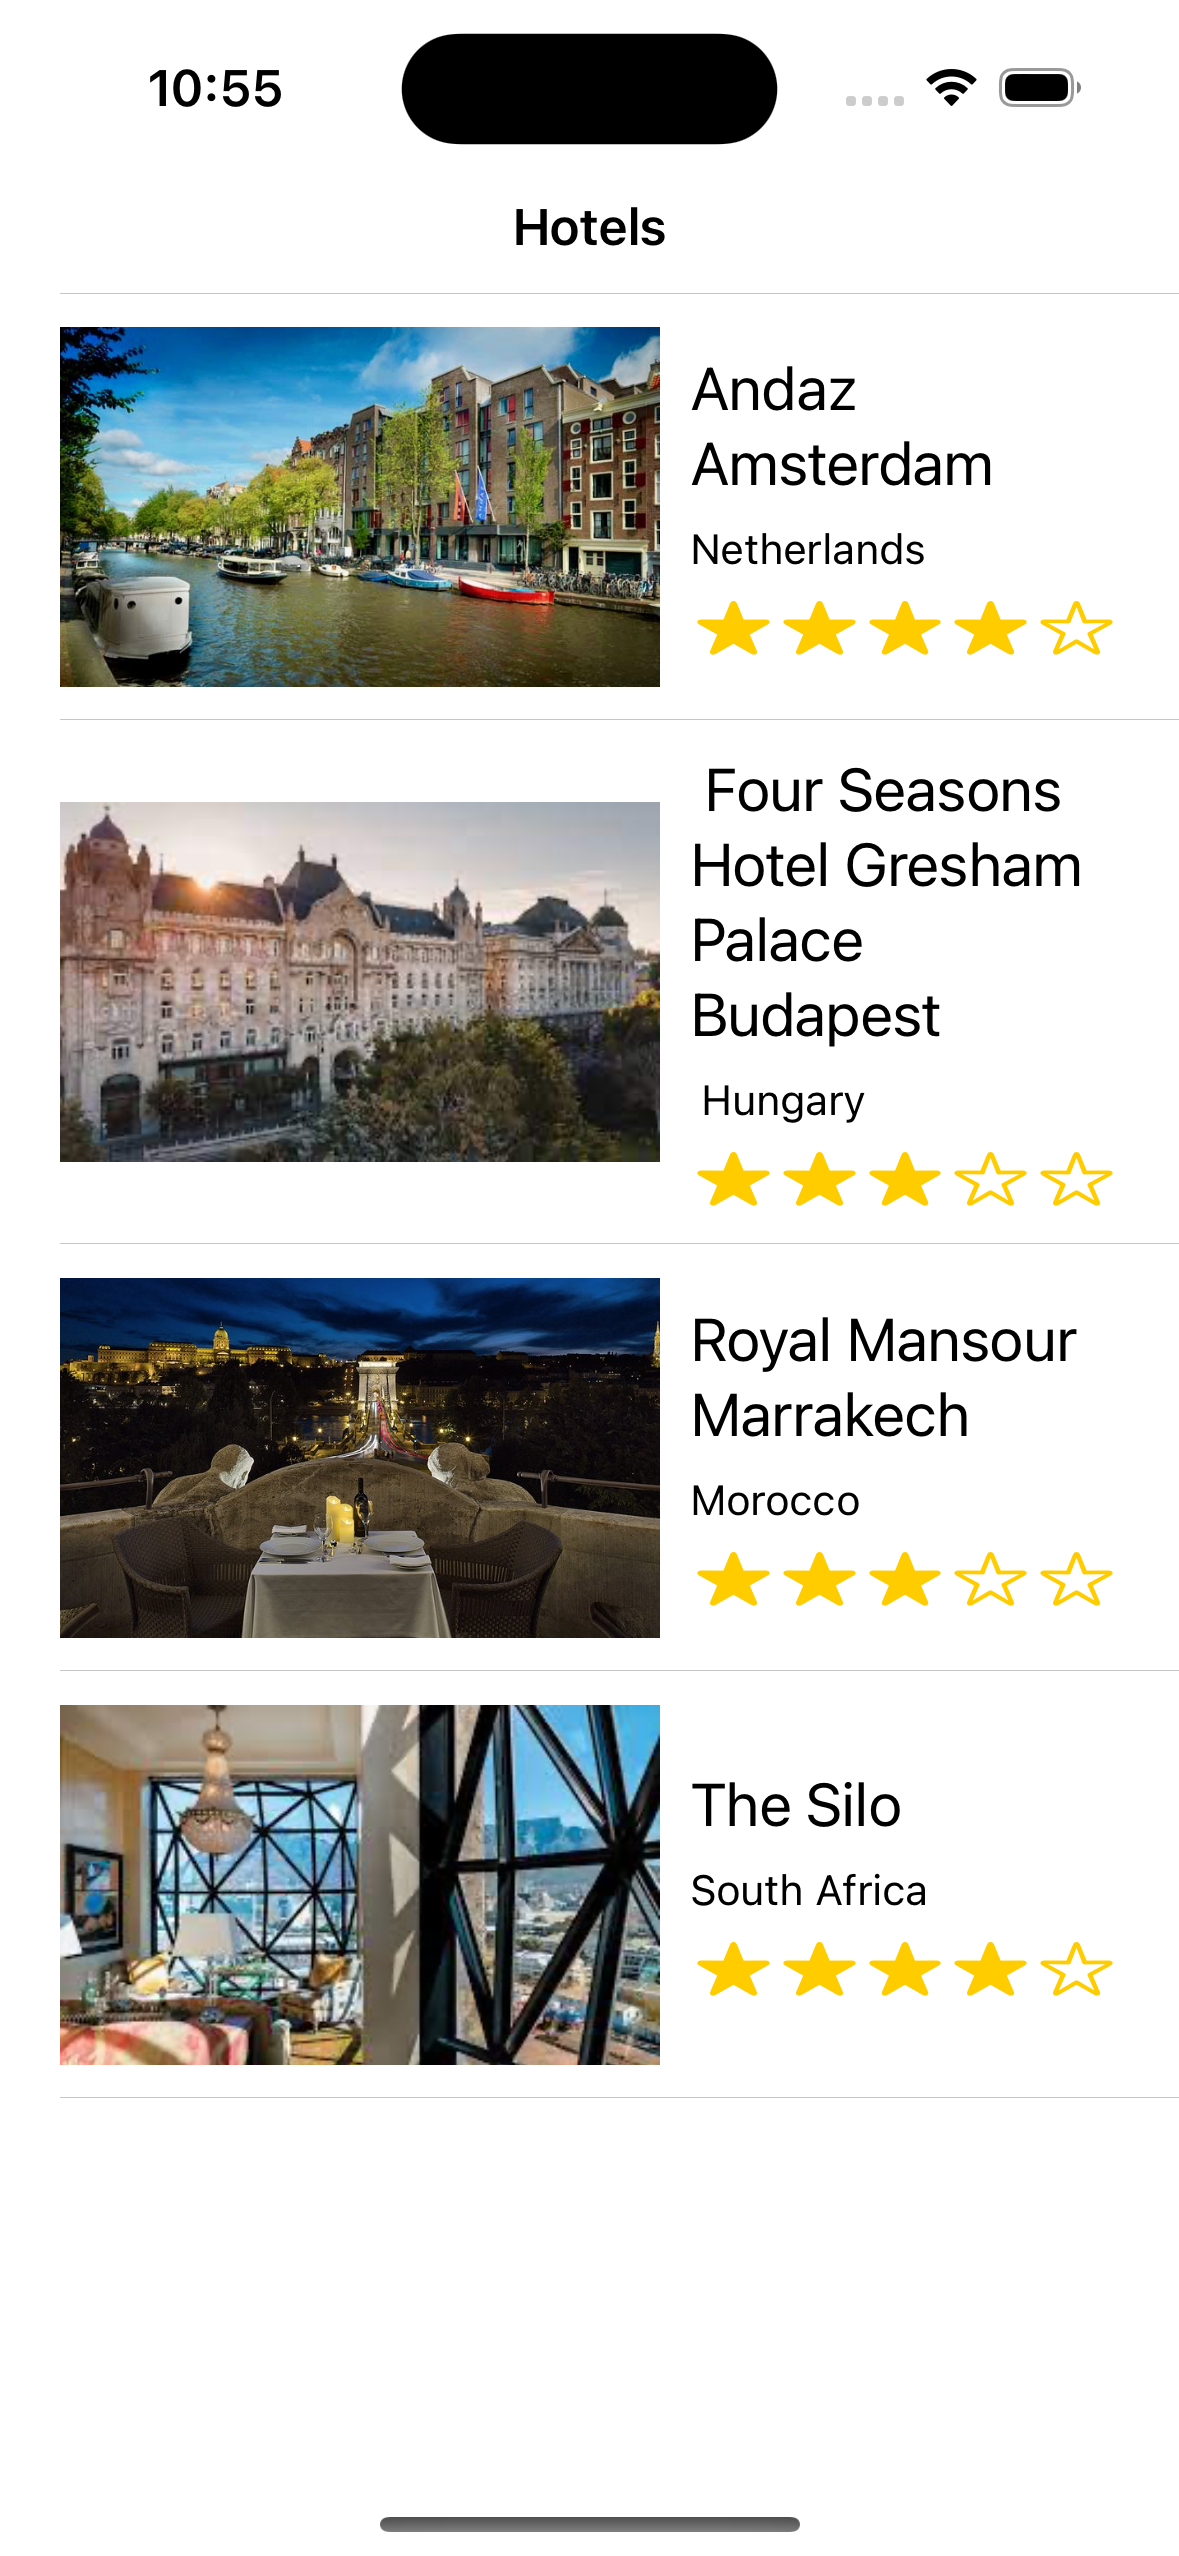 10:55
Hotels
Andaz
Amsterdam
Netherlands
Four Seasons
Hotel Gresham
Palace
Budapest
Hungary
Royal Mansour
Marrakech
Morocco
The Silo
South Africa